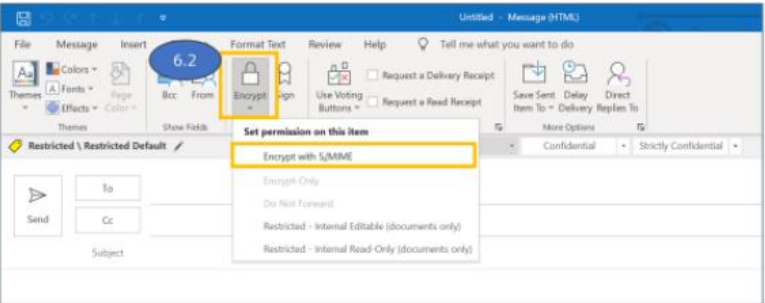 Untitled - Message (HTML)
File Message Insert Format Text Review Help Tell me what you want to do
6.2
Themes
Colors
Fonts
Effects
Page Color
Themes
Bcc From
Show Fields
Encrypt
Sign
Use Voting Buttons
Request a Delivery Receipt
Request a Read Receipt
Save Sent Item To
Delay Delivery
Direct Replies To
More Options
Restricted \ Restricted Default
Confidential
Strictly Confidential
Set permission on this item
Encrypt with S/MIME
Encrypt-Only
Do Not Forward
Restricted - Internal Editable (documents only)
Restricted - Internal Read-Only (documents only)
Send
To
Cc
Subject